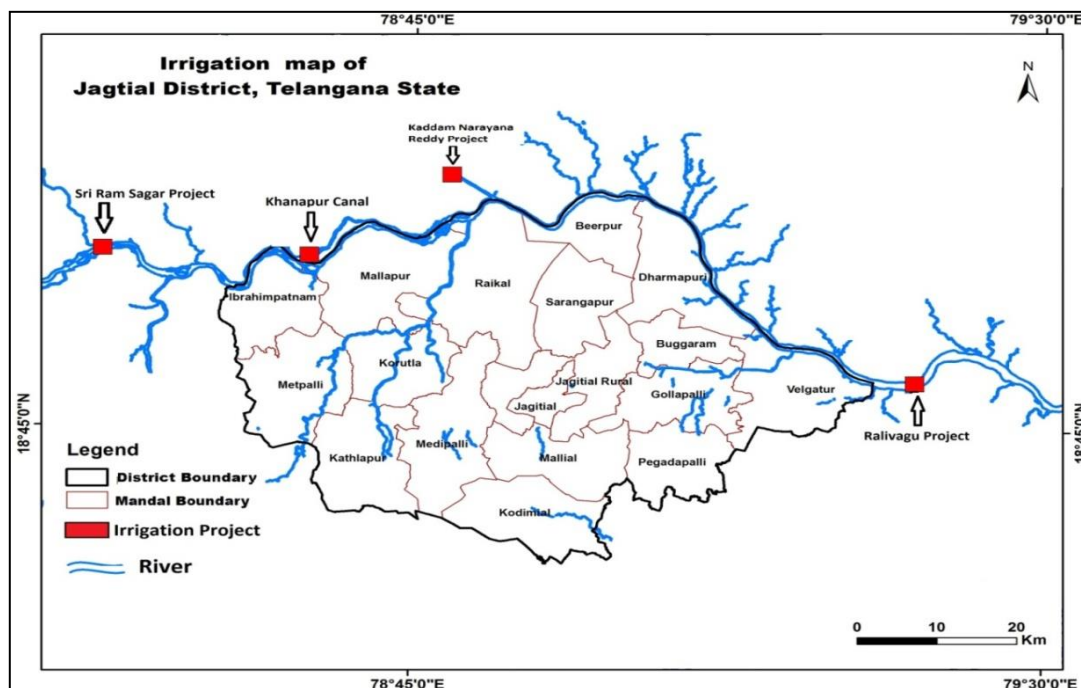 78°45'0"E
79°30'0"E
Irrigation map of
Jagtial District, Telangana State
N
Kaddam Narayana
Reddy Project
Sri Ram Sagar Project
Khanapur Canal
Beerpur
Mallapur
Dharmapuri
Raikal
Ibrahimpatnam
Sarangapur
Buggaram
Korutla
Metpalli
Jagitial Rural
Velgatur
Gollapalli
Jagitial
18°45'0"N
18°45'0"N
Ralivagu Project
Medipalli
Kathlapur
Mallial
Pegadapalli
Legend
District Boundary
Mandal Boundary
Kodimial
Irrigation Project
River
0 10 20
Km
78°45'0"E
79°30'0"E